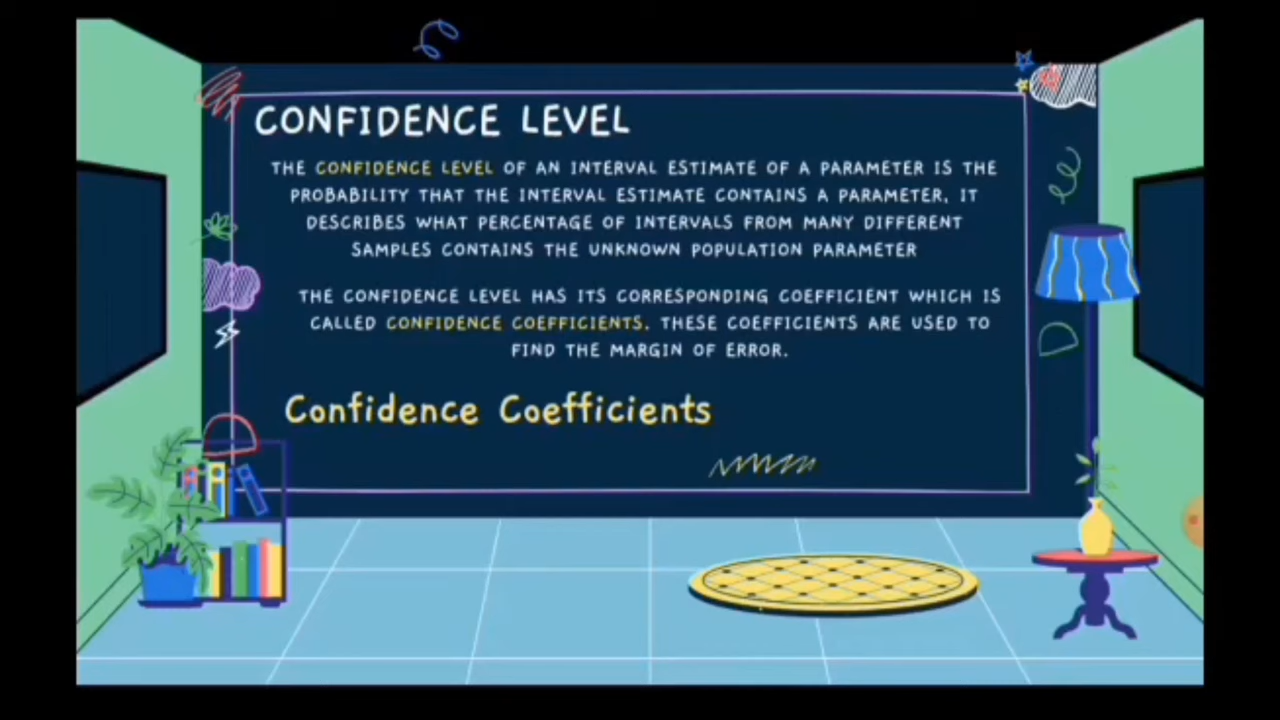 CONFIDENCE LEVEL
THE CONFIDENCE LEVEL OF AN INTERVAL ESTIMATE OF A PARAMETER IS THE
PROBABILITY THAT THE INTERVAL ESTIMATE CONTAINS A PARAMETER, IT
DESCRIBES WHAT PERCENTAGE OF INTERVALS FROM MANY DIFFERENT
SAMPLES CONTAINS THE UNKNOWN POPULATION PARAMETER
THE CONFIDENCE LEVEL HAS ITS CORRESPONDING COEFFICIENT WHICH IS
CALLED CONFIDENCE COEFFICIENTS. THESE COEFFICIENTS ARE USED TO
FIND THE MARGIN OF ERROR.
Confidence Coefficients